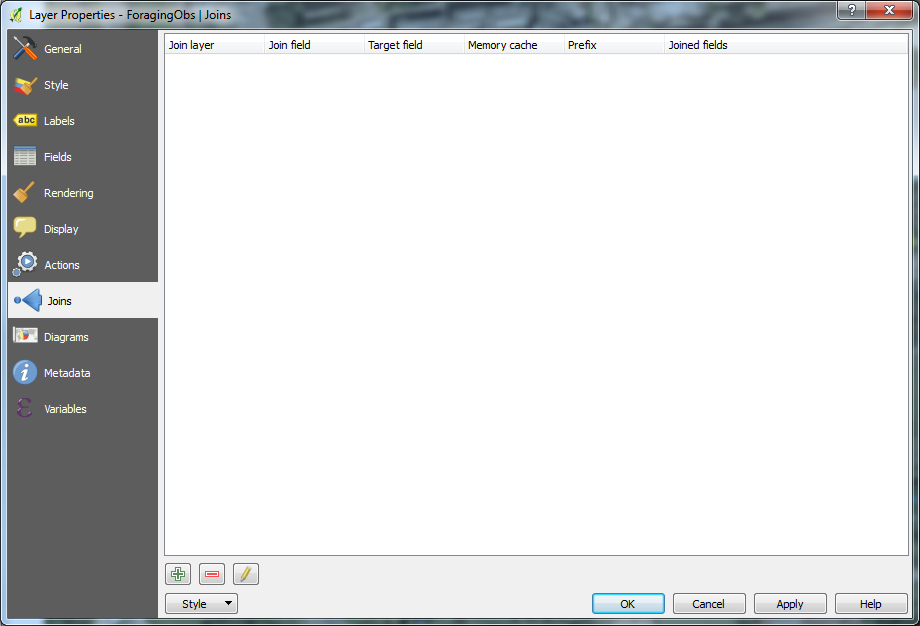 Layer Properties - ForagingObs | Joins
?
General
Style
abc Labels
Fields
Rendering
Display
Actions
Joins
Diagrams
i Metadata
ε Variables
Join layer Join field Target field Memory cache Prefix Joined fields
Style OK Cancel Apply Help